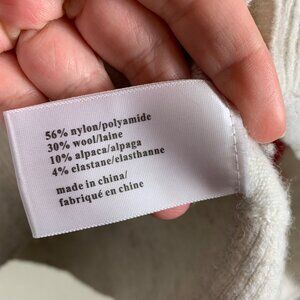 56% nylon/polyamide
30% wool/laine
10% alpaca/alpaga
4% elastane/elasthanne
made in china/
fabriqué en chine